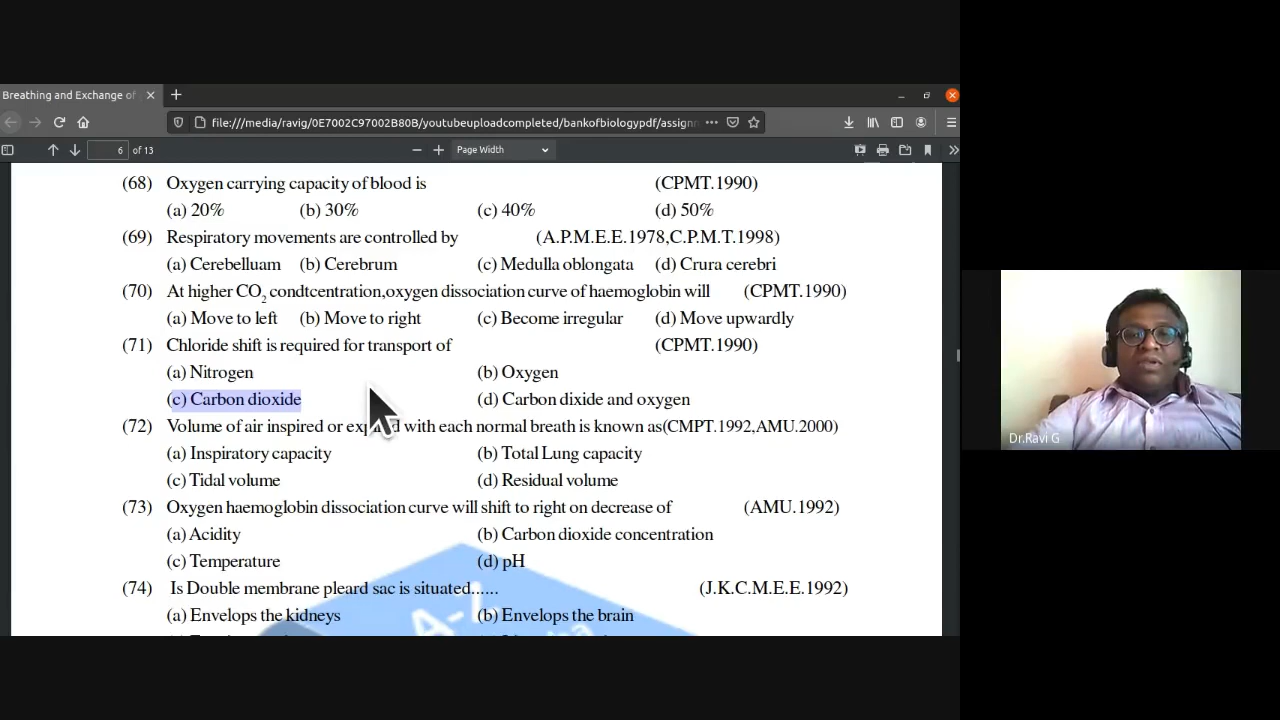 Breathing and Exchange of
file:///media/ravig/0E7002C97002B80B/youtubeuploadcompleted/bankofbiologypdf/assignm
6 of 13
Page Width
(68) Oxygen carrying capacity of blood is (CPMT.1990)
(a) 20% (b) 30% (c) 40% (d) 50%
(69) Respiratory movements are controlled by (A.P.M.E.E.1978,C.P.M.T.1998)
(a) Cerebelluam (b) Cerebrum (c) Medulla oblongata (d) Crura cerebri
(70) At higher CO2 condtcentration,oxygen dissociation curve of haemoglobin will (CPMT.1990)
(a) Move to left (b) Move to right (c) Become irregular (d) Move upwardly
(71) Chloride shift is required for transport of (CPMT.1990)
(a) Nitrogen (b) Oxygen
(c) Carbon dioxide (d) Carbon dixide and oxygen
(72) Volume of air inspired or with each normal breath is known as(CMPT.1992,AMU.2000)
(a) Inspiratory capacity (b) Total Lung capacity
(c) Tidal volume (d) Residual volume
(73) Oxygen haemoglobin dissociation curve will shift to right on decrease of (AMU.1992)
(a) Acidity (b) Carbon dioxide concentration
(c) Temperature (d) pH
(74) Is Double membrane pleard sac is situated...... (J.K.C.M.E.E.1992)
(a) Envelops the kidneys (b) Envelops the brain
A-Z
Dr.Ravi G